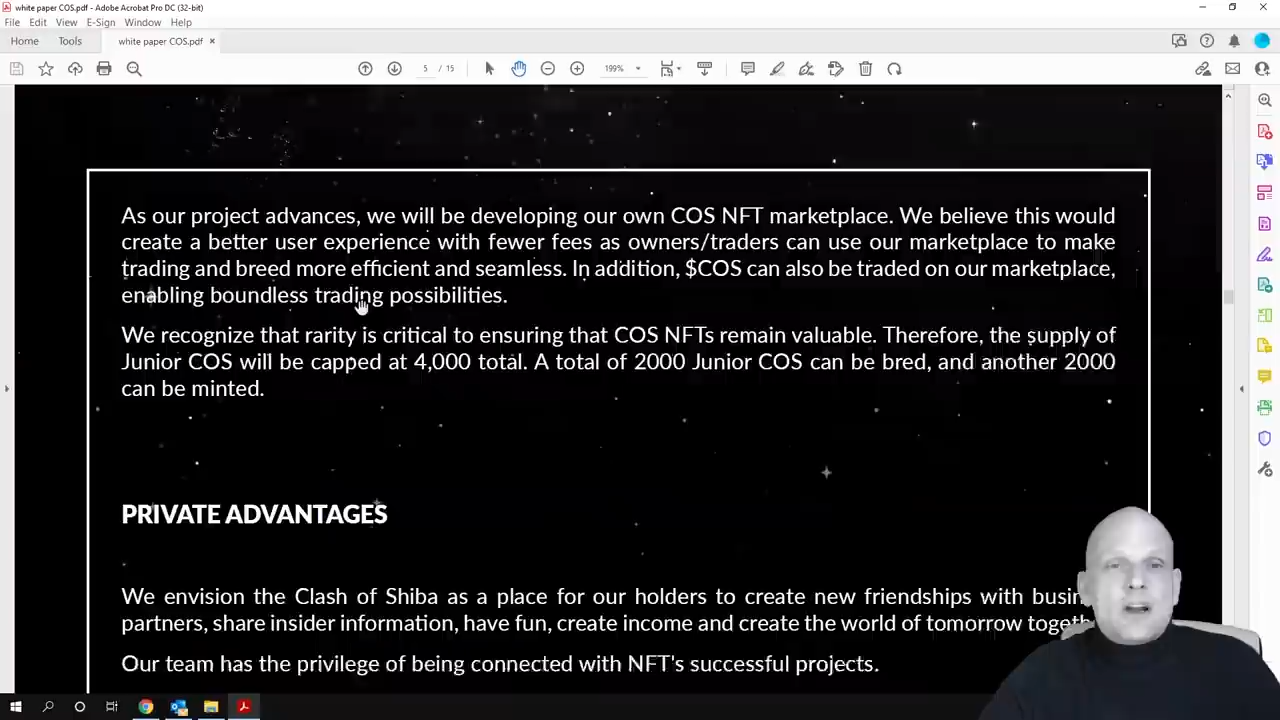 white paper COS.pdf - Adobe Acrobat Pro DC (32-bit)
File Edit View E-Sign Window Help
Home Tools white paper COS.pdf ×
5 / 15 199%
As our project advances, we will be developing our own COS NFT marketplace. We believe this would
create a better user experience with fewer fees as owners/traders can use our marketplace to make
trading and breed more efficient and seamless. In addition, $COS can also be traded on our marketplace,
enabling boundless trading possibilities.
We recognize that rarity is critical to ensuring that COS NFTs remain valuable. Therefore, the supply of
Junior COS will be capped at 4,000 total. A total of 2000 Junior COS can be bred, and another 2000
can be minted.
PRIVATE ADVANTAGES
We envision the Clash of Shiba as a place for our holders to create new friendships with
partners, share insider information, have fun, create income and create the world of tomorrow
Our team has the privilege of being connected with NFT's successful projects.